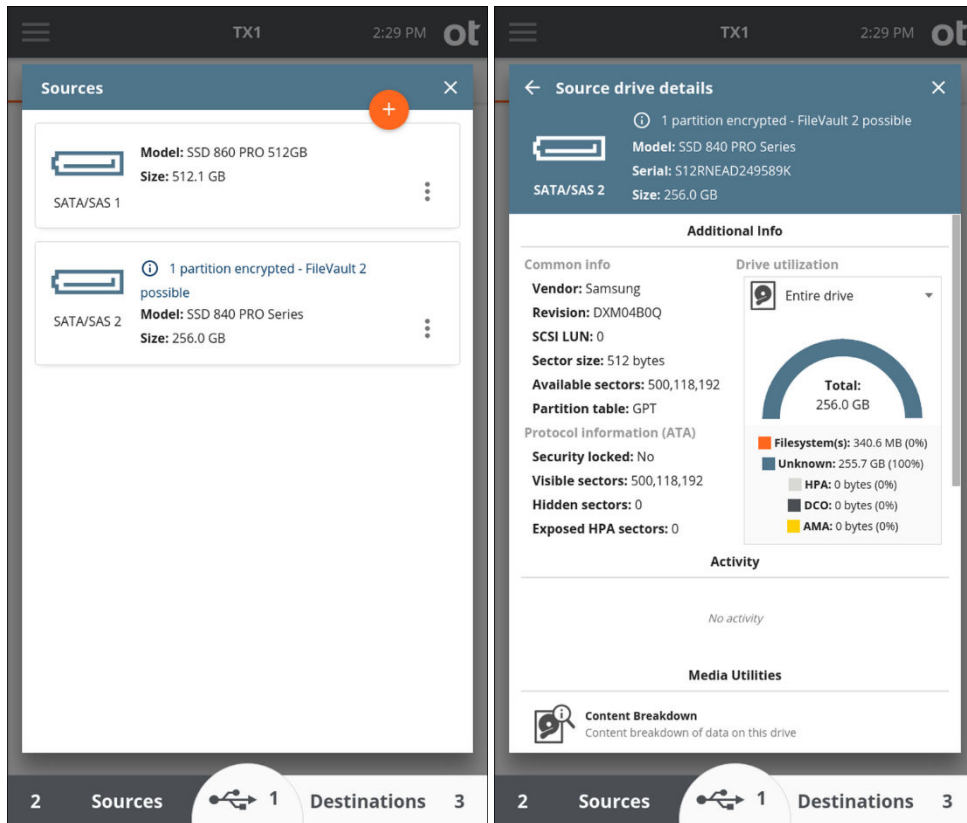 TX1
2:29 PM
ot
Sources
+
Model: SSD 860 PRO 512GB
Size: 512.1 GB
SATA/SAS 1
1 partition encrypted - FileVault 2
possible
Model: SSD 840 PRO Series
Size: 256.0 GB
SATA/SAS 2
2 Sources
1
Destinations 3
TX1
2:29 PM
ot
Source drive details
1 partition encrypted - FileVault 2 possible
Model: SSD 840 PRO Series
Serial: S12RNEAD249589K
Size: 256.0 GB
SATA/SAS 2
Additional Info
Common info
Vendor: Samsung
Revision: DXM04B0Q
SCSI LUN: 0
Sector size: 512 bytes
Available sectors: 500,118,192
Partition table: GPT
Protocol information (ATA)
Security locked: No
Visible sectors: 500,118,192
Hidden sectors: 0
Exposed HPA sectors: 0
Drive utilization
Entire drive
Total:
256.0 GB
Filesystem(s): 340.6 MB (0%)
Unknown: 255.7 GB (100%)
HPA: 0 bytes (0%)
DCO: 0 bytes (0%)
AMA: 0 bytes (0%)
Activity
No activity
Media Utilities
Content Breakdown
Content breakdown of data on this drive
2 Sources
1
Destinations 3